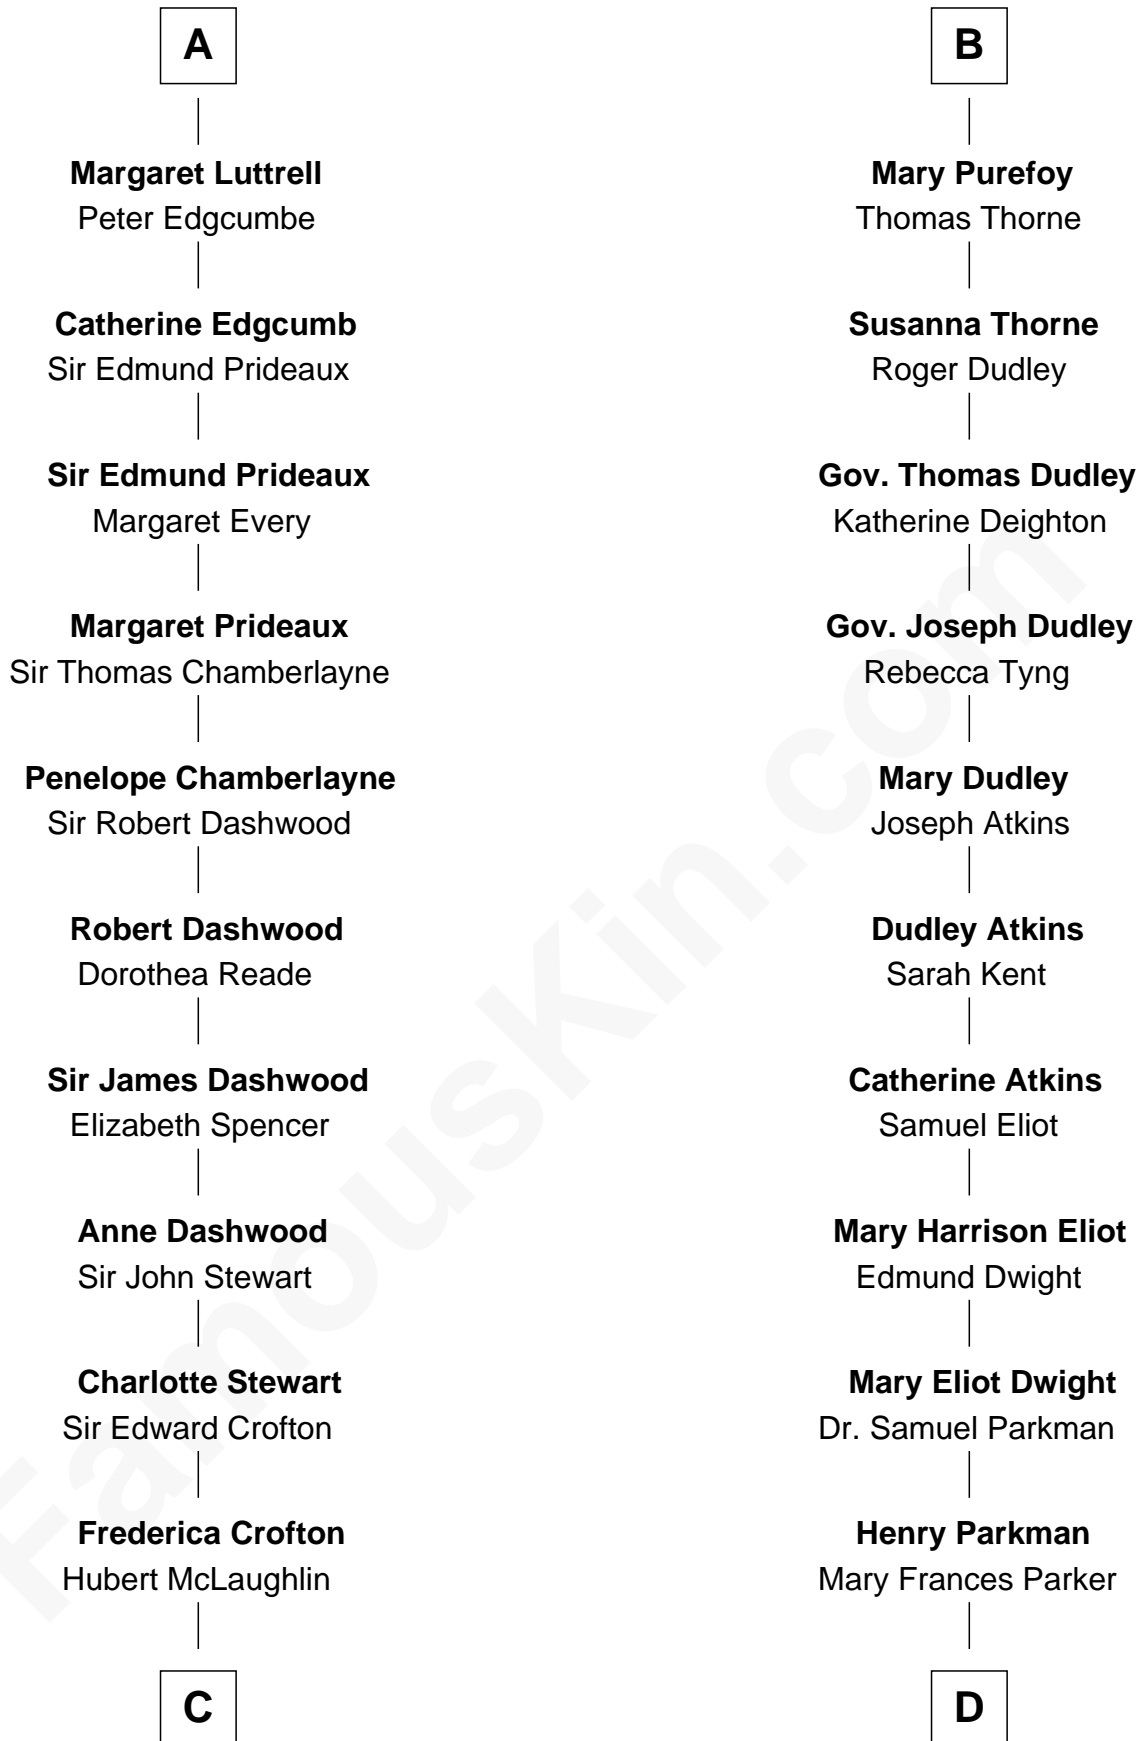 A
Margaret Luttrell
Peter Edgcumbe
Catherine Edgcumb
Sir Edmund Prideaux
Sir Edmund Prideaux
Margaret Every
Margaret Prideaux
Sir Thomas Chamberlayne
Penelope Chamberlayne
Sir Robert Dashwood
Robert Dashwood
Dorothea Reade
Sir James Dashwood
Elizabeth Spencer
Anne Dashwood
Sir John Stewart
Charlotte Stewart
Sir Edward Crofton
Frederica Crofton
Hubert McLaughlin
C
B
Mary Purefoy
Thomas Thorne
Susanna Thorne
Roger Dudley
Gov. Thomas Dudley
Katherine Deighton
Gov. Joseph Dudley
Rebecca Tyng
Mary Dudley
Joseph Atkins
Dudley Atkins
Sarah Kent
Catherine Atkins
Samuel Eliot
Mary Harrison Eliot
Edmund Dwight
Mary Eliot Dwight
Dr. Samuel Parkman
Henry Parkman
Mary Frances Parker
D
FamousKin.com